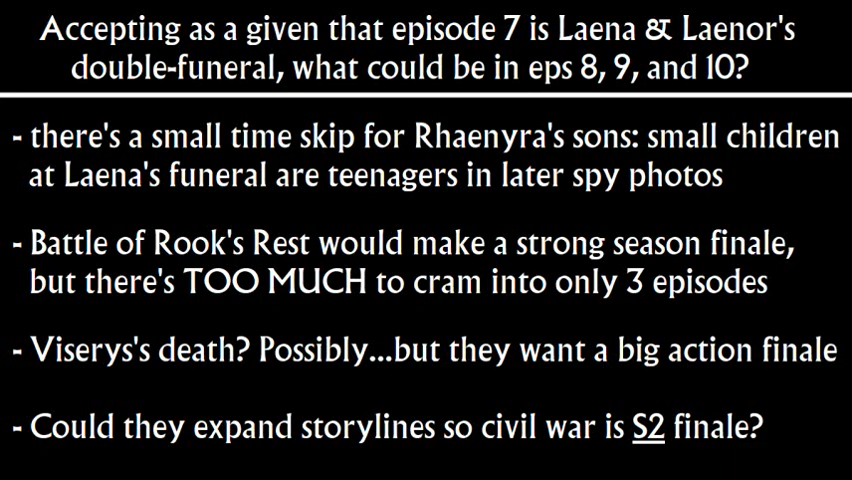 Accepting as a given that episode 7 is Laena & Laenor's
double-funeral, what could be in eps 8, 9, and 10?
- there's a small time skip for Rhaenyra's sons: small children
at Laena's funeral are teenagers in later spy photos
- Battle of Rook's Rest would make a strong season finale,
but there's TOO MUCH to cram into only 3 episodes
- Viserys's death? Possibly...but they want a big action finale
- Could they expand storylines so civil war is S2 finale?